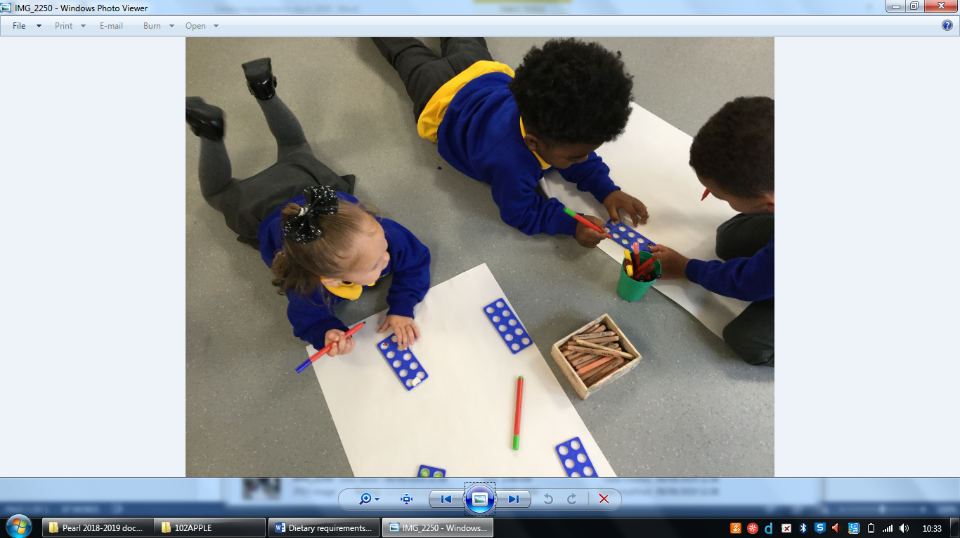 IMG_2250 - Windows Photo Viewer
File Print E-mail Burn Open
Pearl 2018-2019 doc...
102APPLE
Dietary requirements...
IMG_2250 - Windows...
10:33